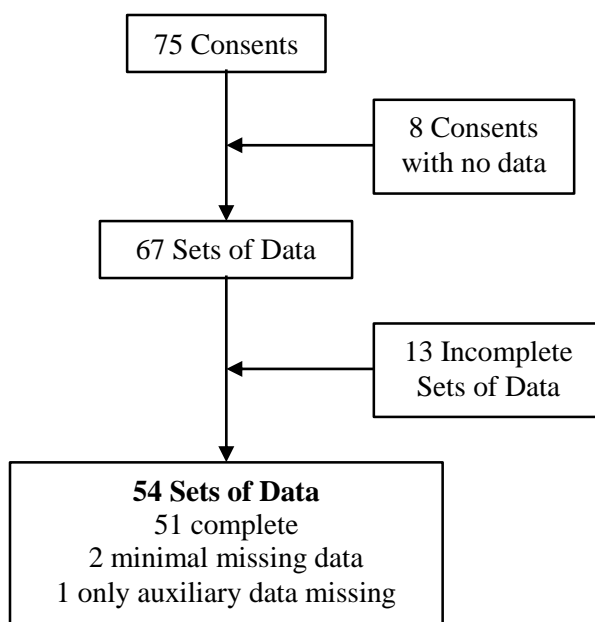 75 Consents
8 Consents
with no data
67 Sets of Data
13 Incomplete
Sets of Data
54 Sets of Data
51 complete
2 minimal missing data
1 only auxiliary data missing